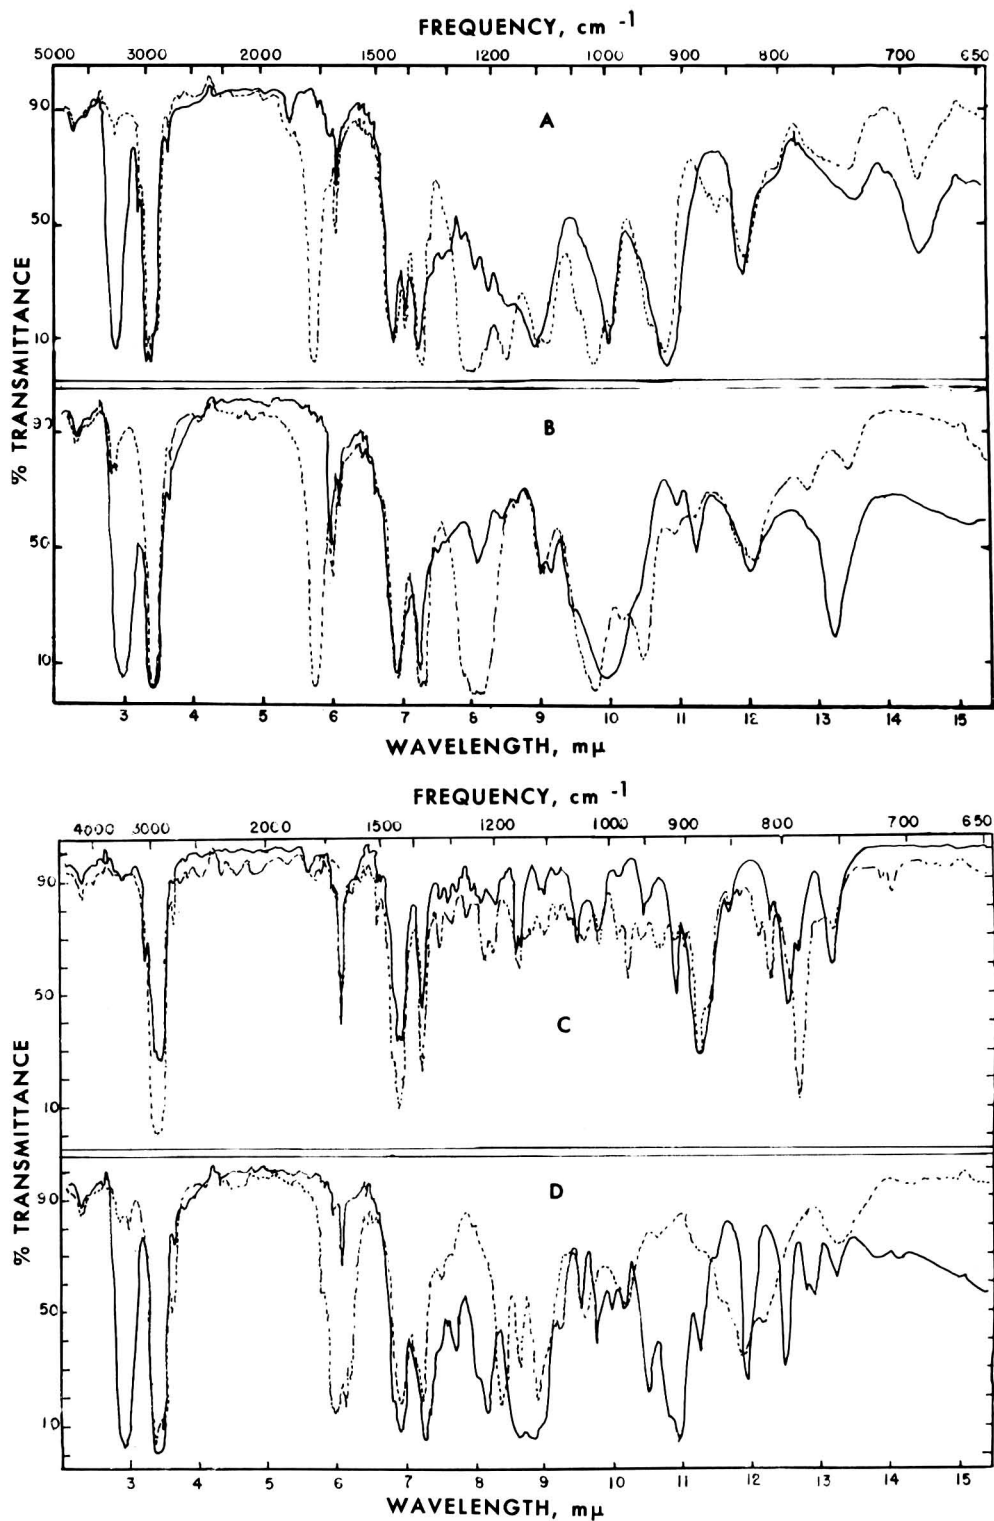 FREQUENCY, cm -1
5000 3000 2000 1500 1200 1000 900 800 700 650
A
90
50
10
B
90
50
10
% TRANSMITTANCE
3 4 5 6 7 8 9 10 11 12 13 14 15
WAVELENGTH, mμ
FREQUENCY, cm -1
4000 3000 2000 1500 1200 1000 900 800 700 650
90
50
C
10
D
90
50
10
% TRANSMITTANCE
3 4 5 6 7 8 9 10 11 12 13 14 15
WAVELENGTH, mμ